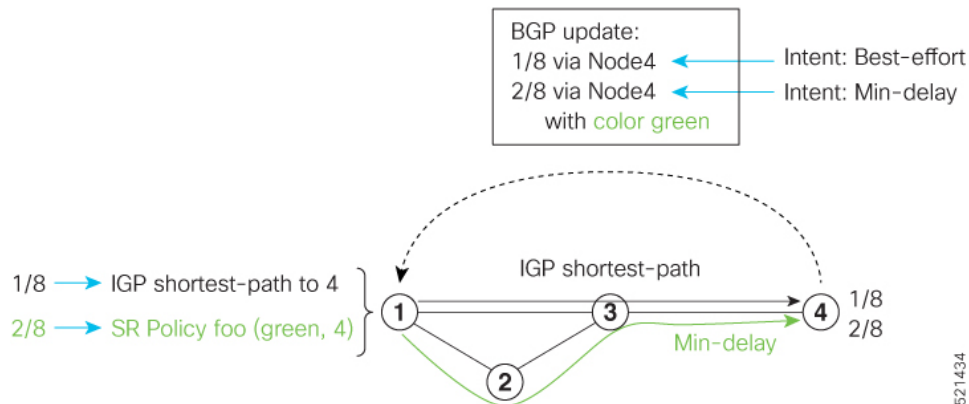 BGP update:
1/8 via Node4
Intent: Best-effort
2/8 via Node4
Intent: Min-delay
with color green
1/8
IGP shortest-path to 4
2/8
SR Policy foo (green, 4)
IGP shortest-path
1
3
4
2
1/8
2/8
Min-delay
521434